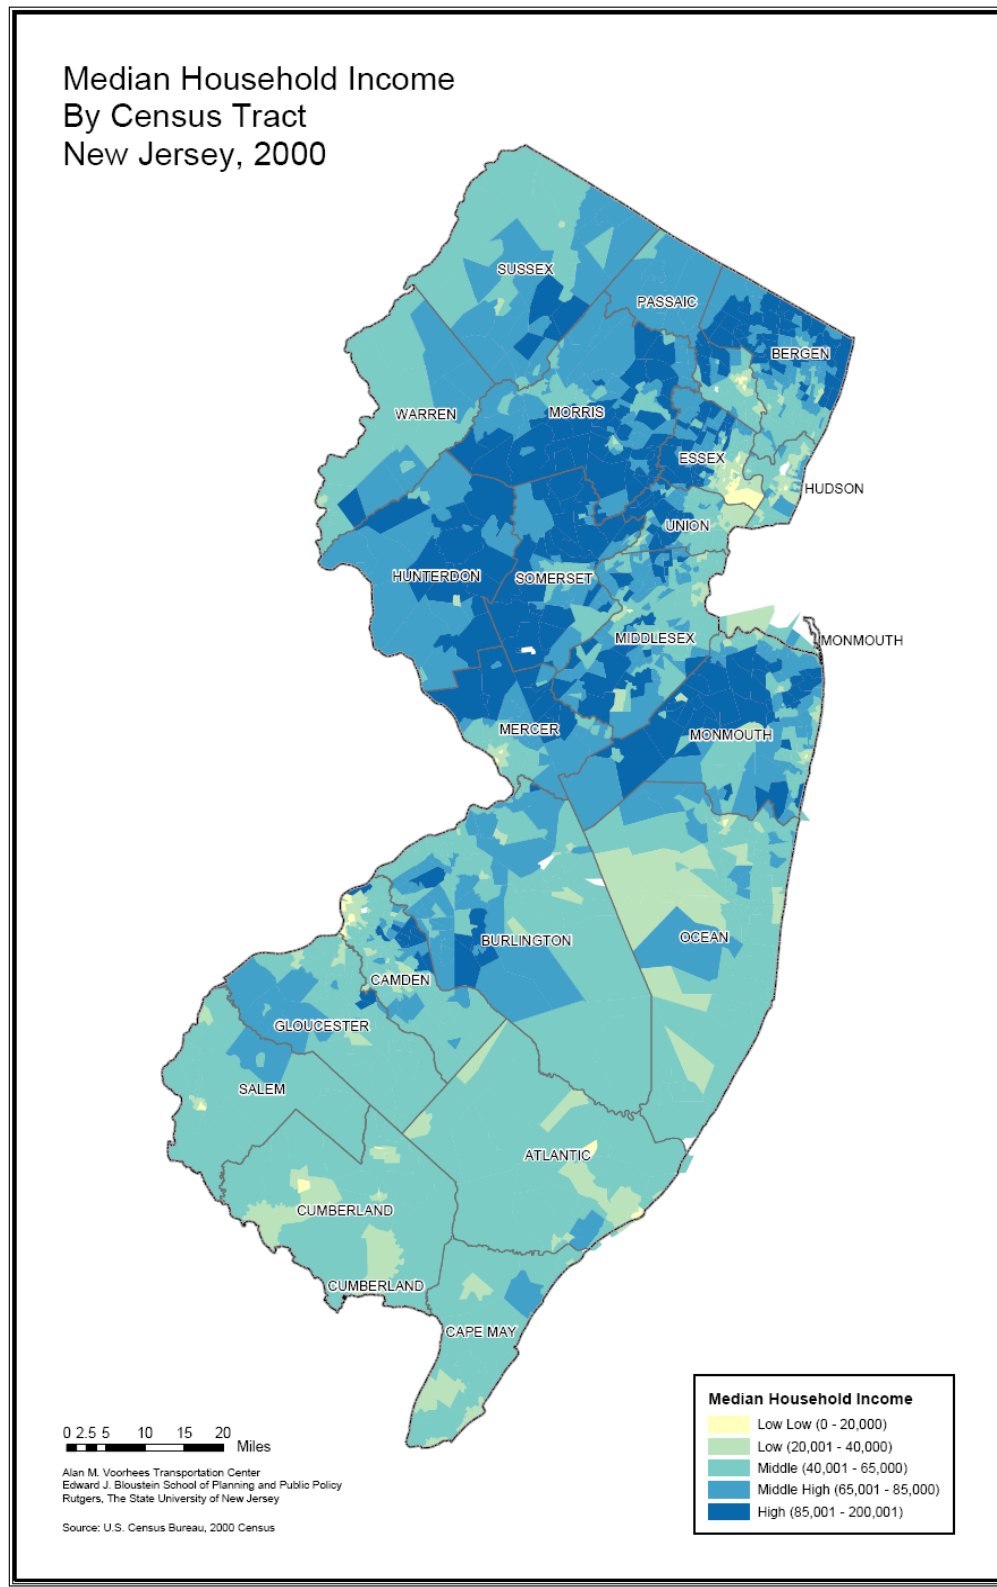 Median Household Income
By Census Tract
New Jersey, 2000
SUSSEX
PASSAIC
BERGEN
WARREN
MORRIS
ESSEX
HUDSON
UNION
HUNTERDON
SOMERSET
MIDDLESEX
MONMOUTH
MERCER
MONMOUTH
BURLINGTON
OCEAN
CAMDEN
GLOUCESTER
SALEM
ATLANTIC
CUMBERLAND
CUMBERLAND
CAPE MAY
Median Household Income
Low Low (0 - 20,000)
Low (20,001 - 40,000)
Middle (40,001 - 65,000)
Middle High (65,001 - 85,000)
High (85,001 - 200,001)
0 2.5 5 10 15 20
Miles
Alan M. Voorhees Transportation Center
Edward J. Bloustein School of Planning and Public Policy
Rutgers, The State University of New Jersey
Source: U.S. Census Bureau, 2000 Census